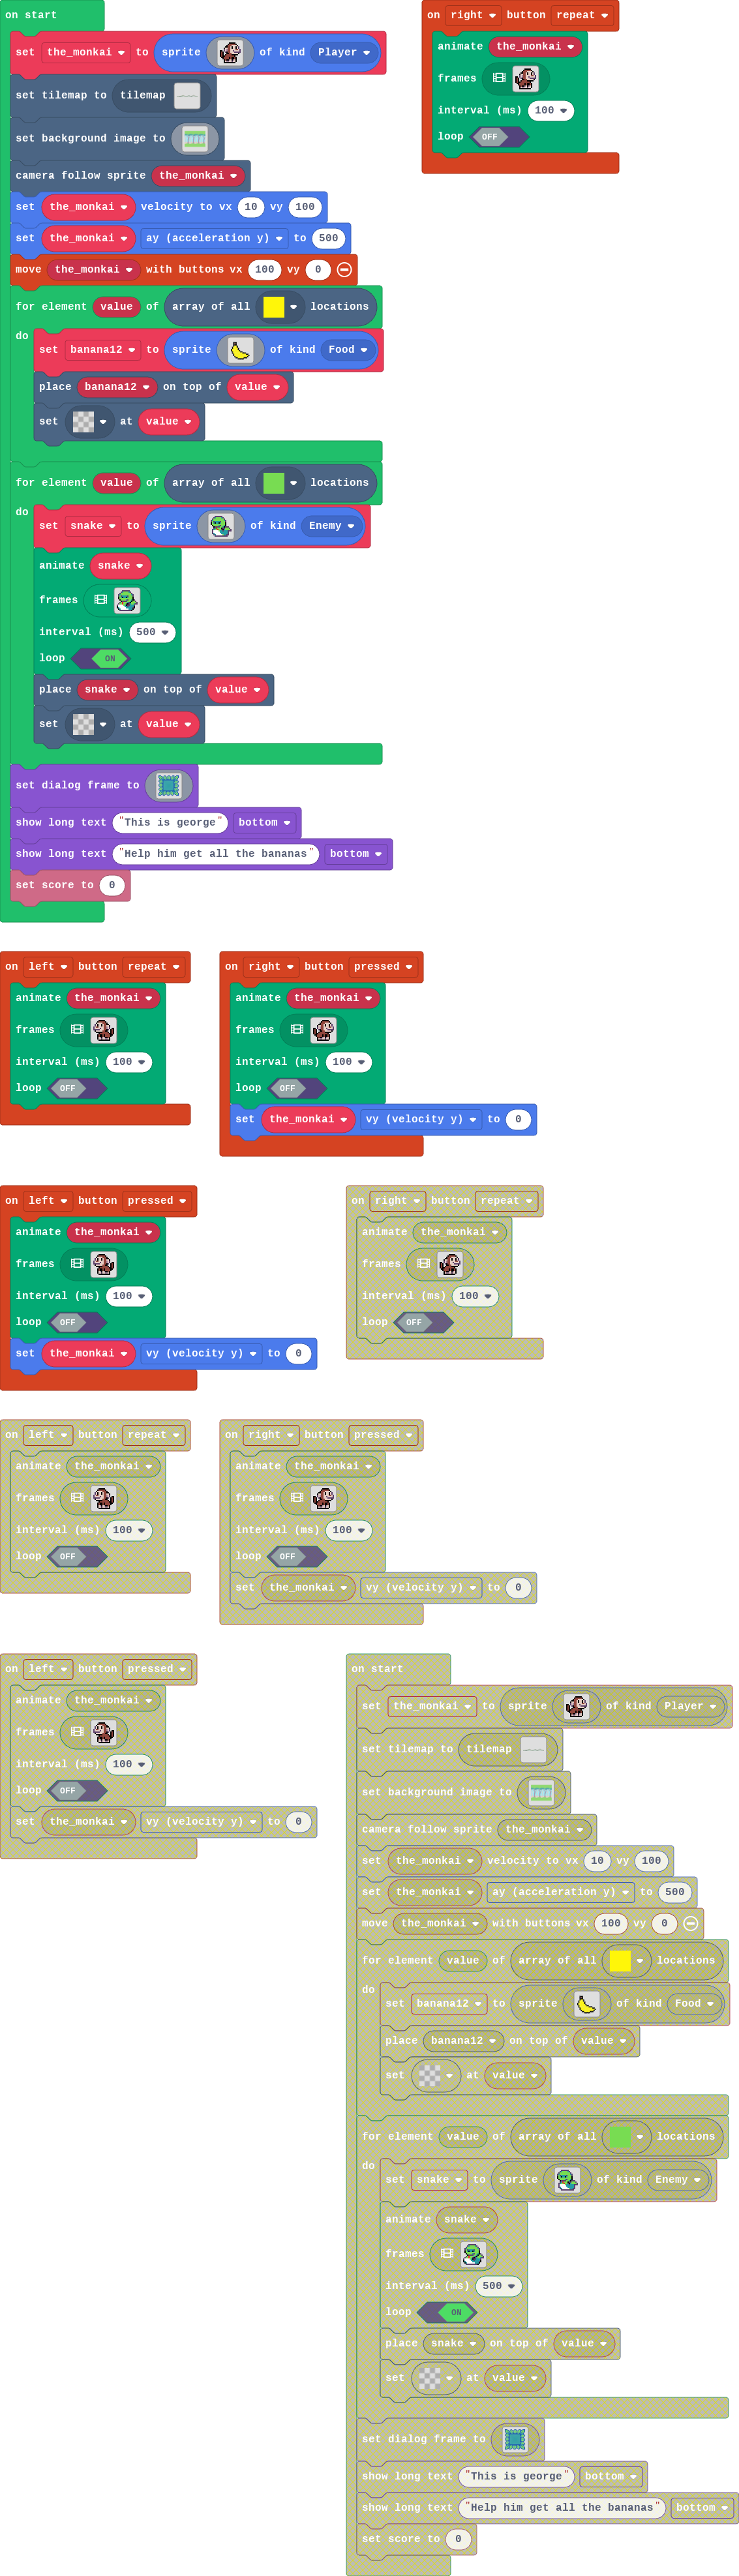 on start
set the_monkai to sprite of kind Player
set tilemap to tilemap
set background image to
camera follow sprite the_monkai
set the_monkai velocity to vx 10 vy 100
set the_monkai ay (acceleration y) to 500
move the_monkai with buttons vx 100 vy 0
for element value of array of all locations
do
set banana12 to sprite of kind Food
place banana12 on top of value
set at value
for element value of array of all locations
do
set snake to sprite of kind Enemy
animate snake
frames
interval (ms) 500
loop ON
place snake on top of value
set at value
set dialog frame to
show long text "This is george" bottom
show long text "Help him get all the bananas" bottom
set score to 0
on right button repeat
animate the_monkai
frames
interval (ms) 100
loop OFF
on left button repeat
animate the_monkai
frames
interval (ms) 100
loop OFF
on right button pressed
animate the_monkai
frames
interval (ms) 100
loop OFF
set the_monkai vy (velocity y) to 0
on left button pressed
animate the_monkai
frames
interval (ms) 100
loop OFF
set the_monkai vy (velocity y) to 0
on right button repeat
animate the_monkai
frames
interval (ms) 100
loop OFF
on left button repeat
animate the_monkai
frames
interval (ms) 100
loop OFF
on right button pressed
animate the_monkai
frames
interval (ms) 100
loop OFF
set the_monkai vy (velocity y) to 0
on left button pressed
animate the_monkai
frames
interval (ms) 100
loop OFF
set the_monkai vy (velocity y) to 0
on start
set the_monkai to sprite of kind Player
set tilemap to tilemap
set background image to
camera follow sprite the_monkai
set the_monkai velocity to vx 10 vy 100
set the_monkai ay (acceleration y) to 500
move the_monkai with buttons vx 100 vy 0
for element value of array of all locations
do
set banana12 to sprite of kind Food
place banana12 on top of value
set at value
for element value of array of all locations
do
set snake to sprite of kind Enemy
animate snake
frames
interval (ms) 500
loop ON
place snake on top of value
set at value
set dialog frame to
show long text "This is george" bottom
show long text "Help him get all the bananas" bottom
set score to 0